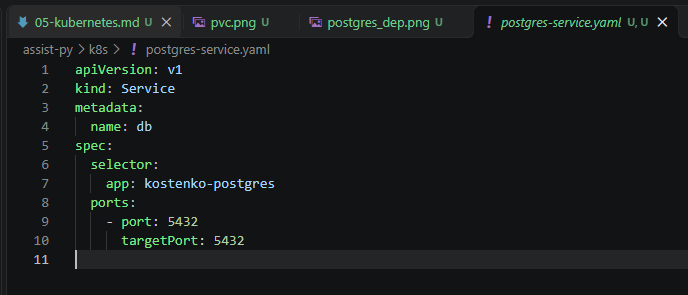 05-kubernetes.md U
pvc.png U
postgres_dep.png U
! postgres-service.yaml U, U
assist-py > k8s > ! postgres-service.yaml
1 apiVersion: v1
2 kind: Service
3 metadata:
4   name: db
5 spec:
6   selector:
7     app: kostenko-postgres
8   ports:
9     - port: 5432
10       targetPort: 5432
11